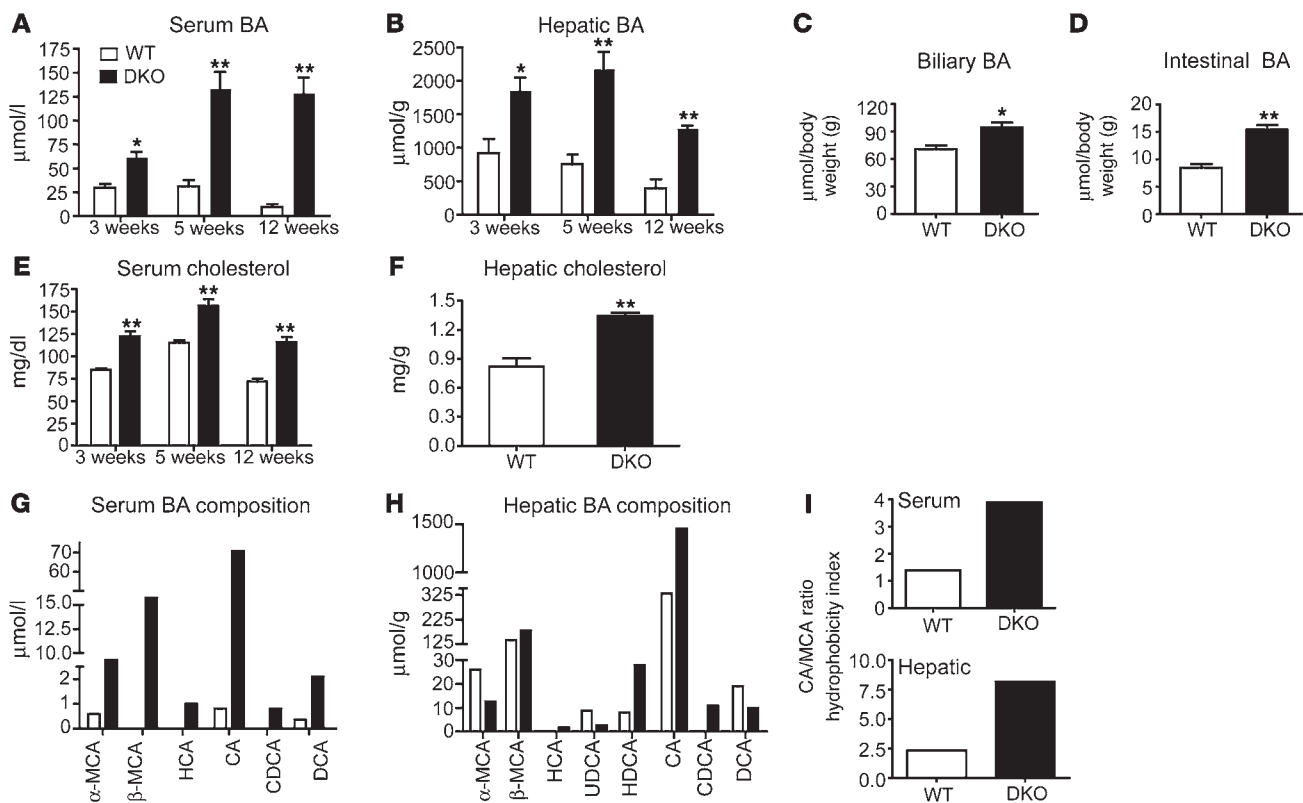 A
Serum BA
WT
DKO
μmol/l
175
150
125
100
75
50
25
0
*
**
**
3 weeks
5 weeks
12 weeks
B
Hepatic BA
μmol/g
2500
2000
1500
1000
500
0
*
**
**
3 weeks
5 weeks
12 weeks
C
Biliary BA
μmol/body
weight (g)
120
90
60
30
0
*
WT
DKO
D
Intestinal BA
μmol/body
weight (g)
20
15
10
5
0
**
WT
DKO
E
Serum cholesterol
mg/dl
175
150
125
100
75
50
25
0
**
**
**
3 weeks
5 weeks
12 weeks
F
Hepatic cholesterol
mg/g
1.5
1.2
0.9
0.6
0.3
0.0
**
WT
DKO
G
Serum BA composition
μmol/l
70
60
15.0
12.5
10.0
2
1
0
α-MCA
β-MCA
HCA
CA
CDCA
DCA
H
Hepatic BA composition
μmol/g
1500
1000
325
225
125
30
20
10
0
α-MCA
β-MCA
HCA
UDCA
HDCA
CA
CDCA
DCA
I
CA/MCA ratio
hydrophobicity index
Serum
4
3
2
1
0
WT
DKO
Hepatic
10.0
7.5
5.0
2.5
0.0
WT
DKO